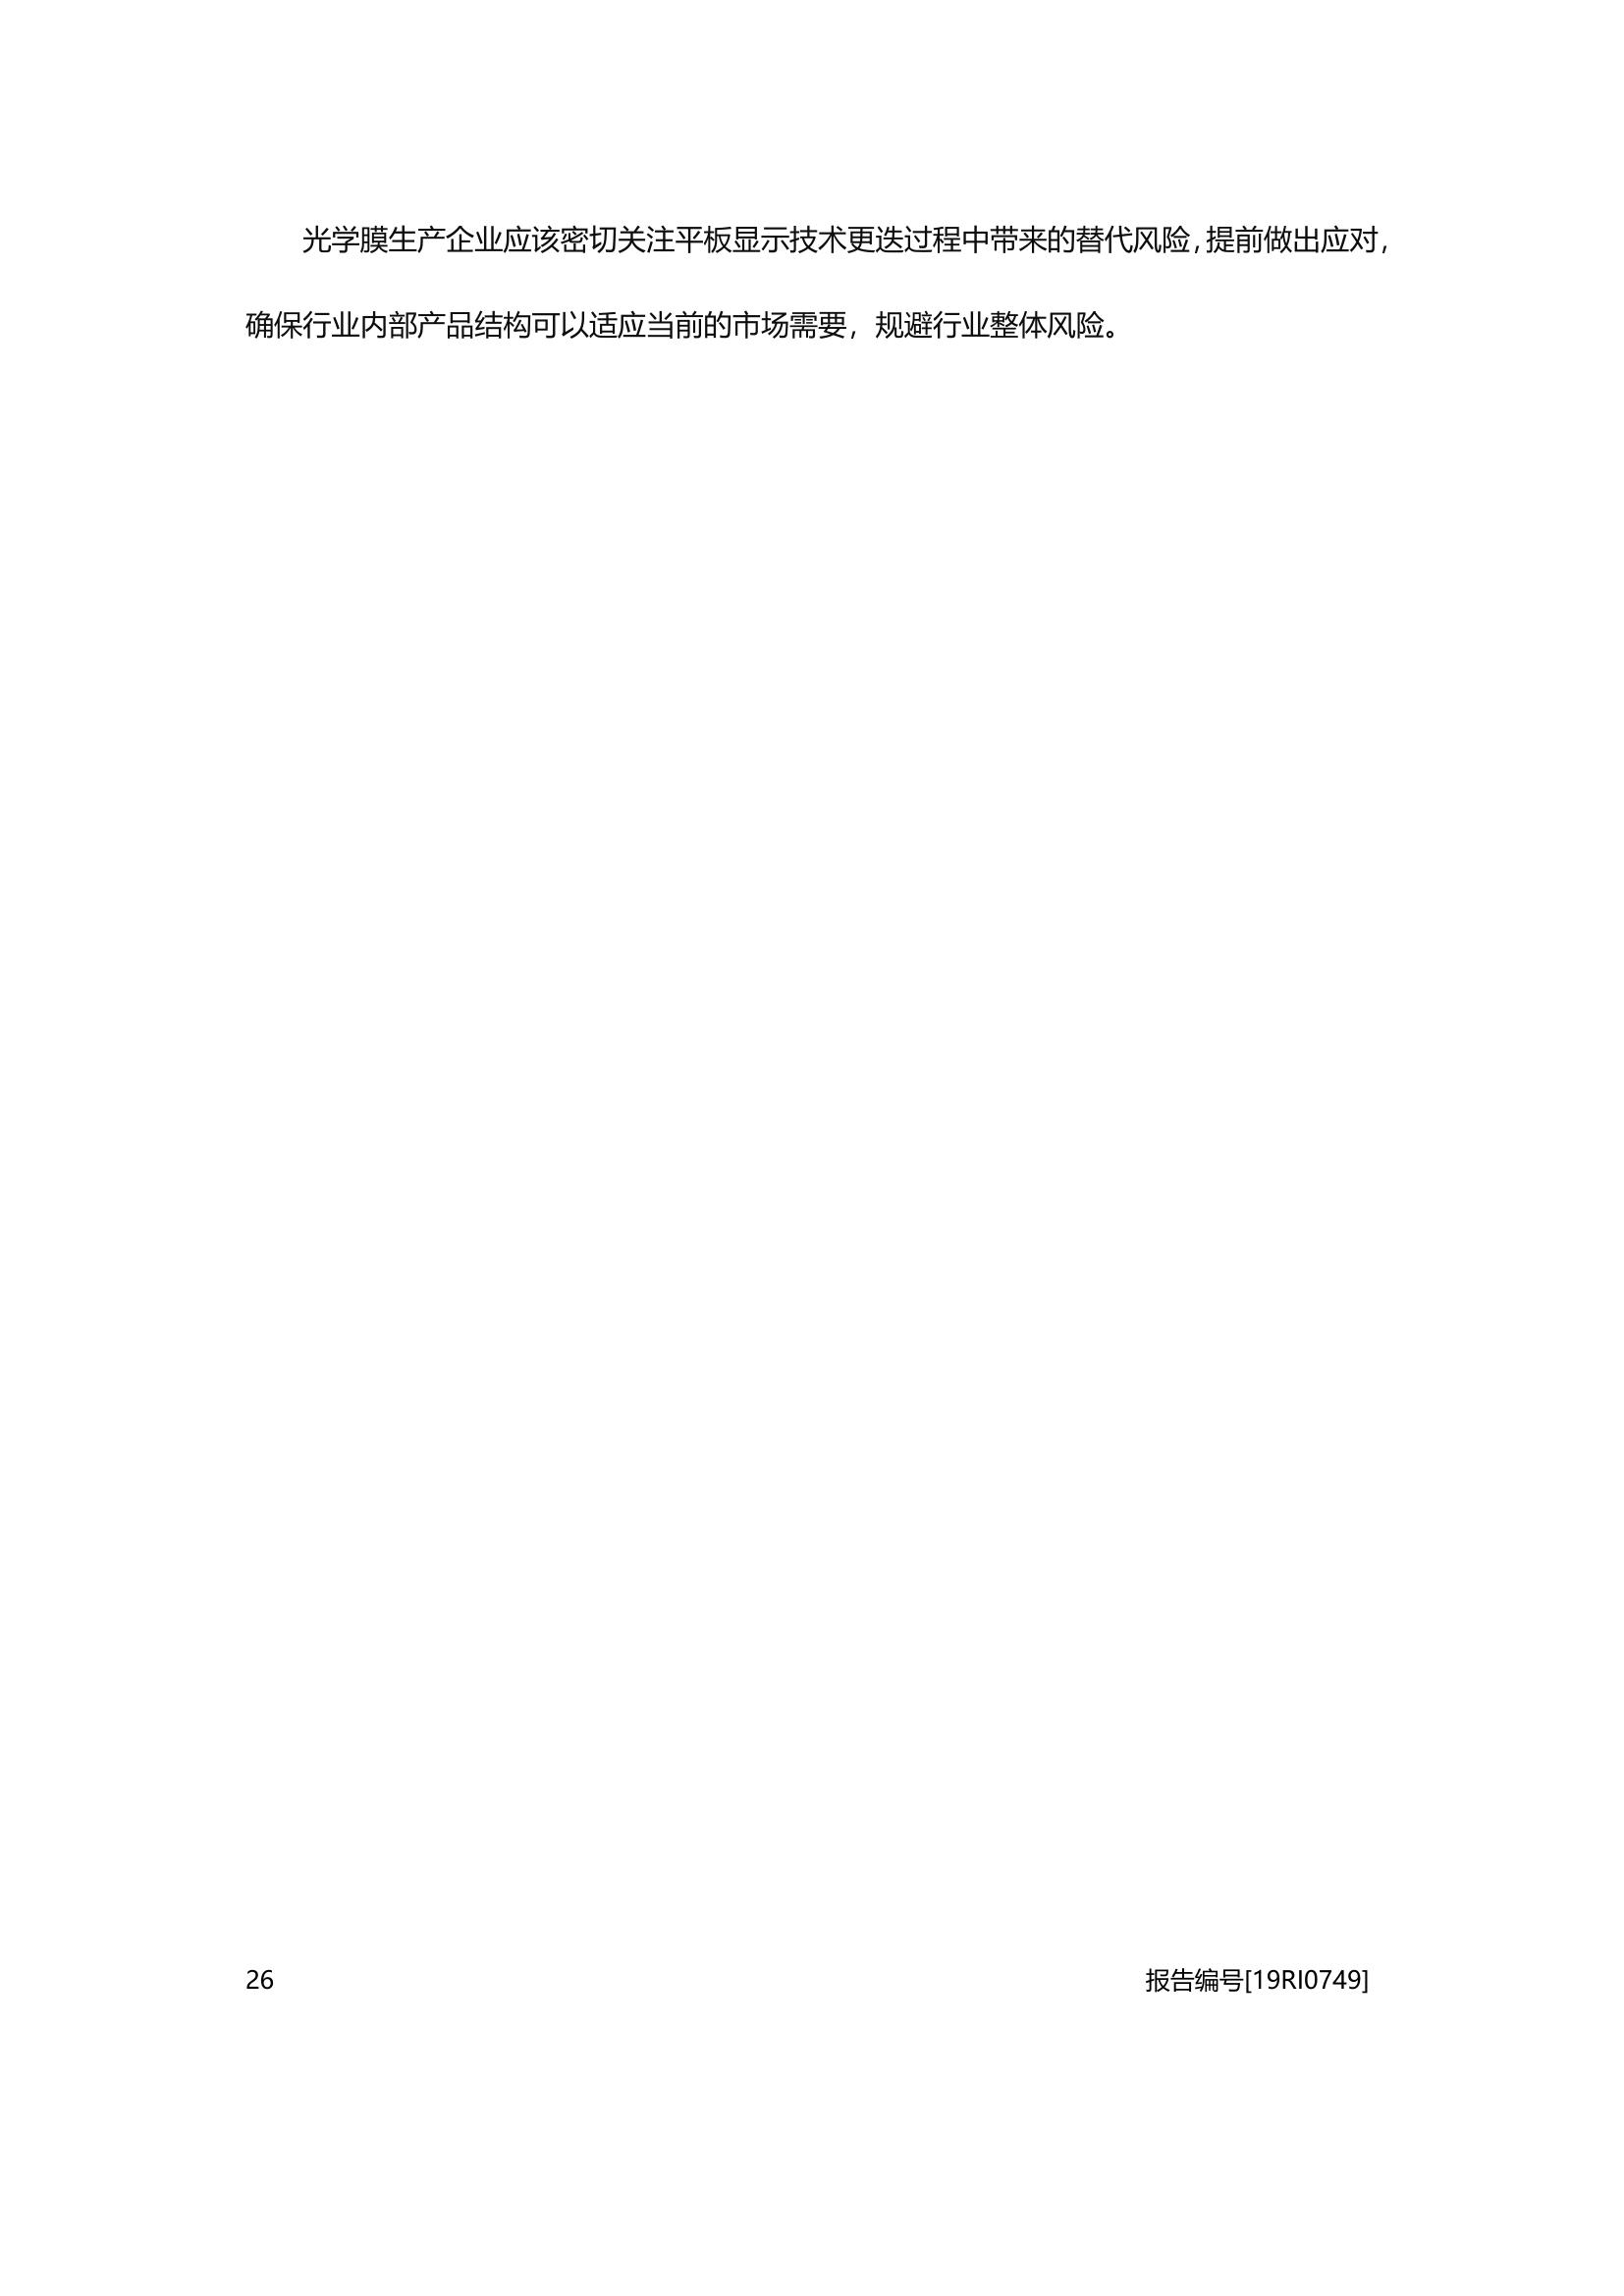 光学膜生产企业应该密切关注平板显示技术更迭过程中带来的替代风险，提前做出应对，
确保行业内部产品结构可以适应当前的市场需要，规避行业整体风险。
26
报告编号[19RI0749]